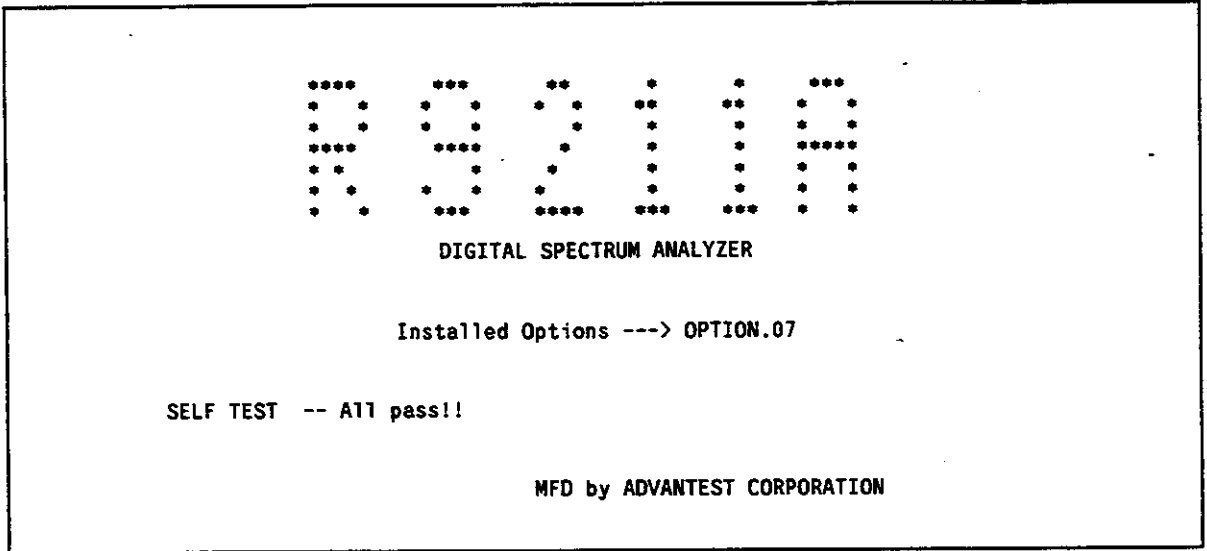 R9211A
DIGITAL SPECTRUM ANALYZER
Installed Options ---> OPTION.07
SELF TEST -- All pass!!
MFD by ADVANTEST CORPORATION